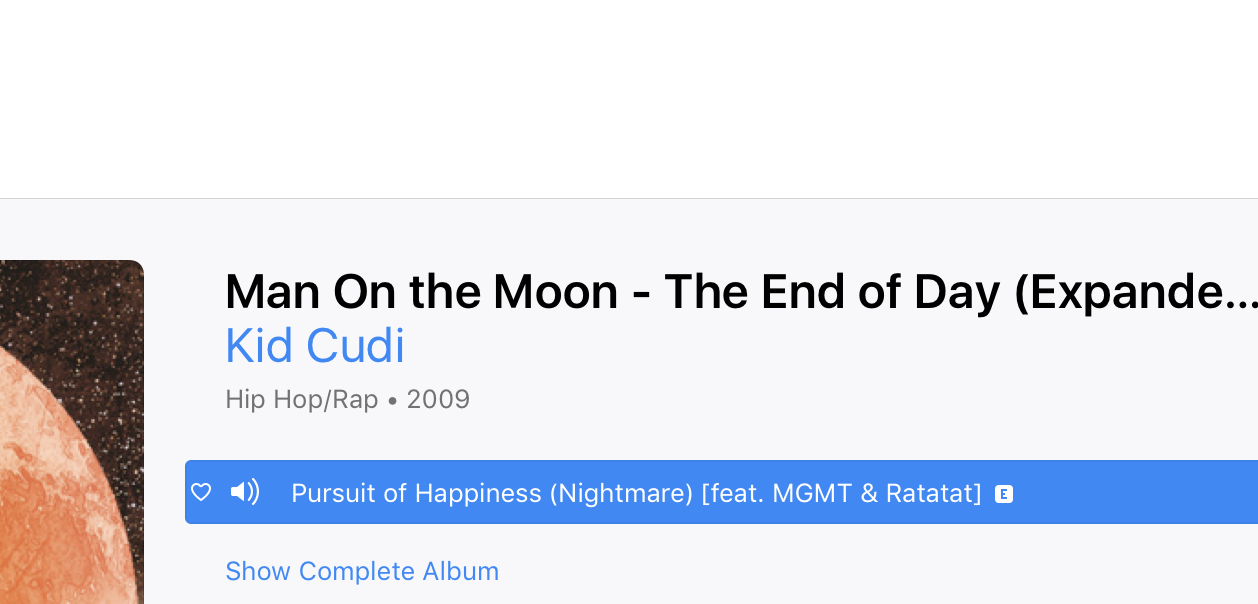 Man On the Moon - The End of Day (Expande...
Kid Cudi
Hip Hop/Rap • 2009
Pursuit of Happiness (Nightmare) [feat. MGMT & Ratatat] E
Show Complete Album